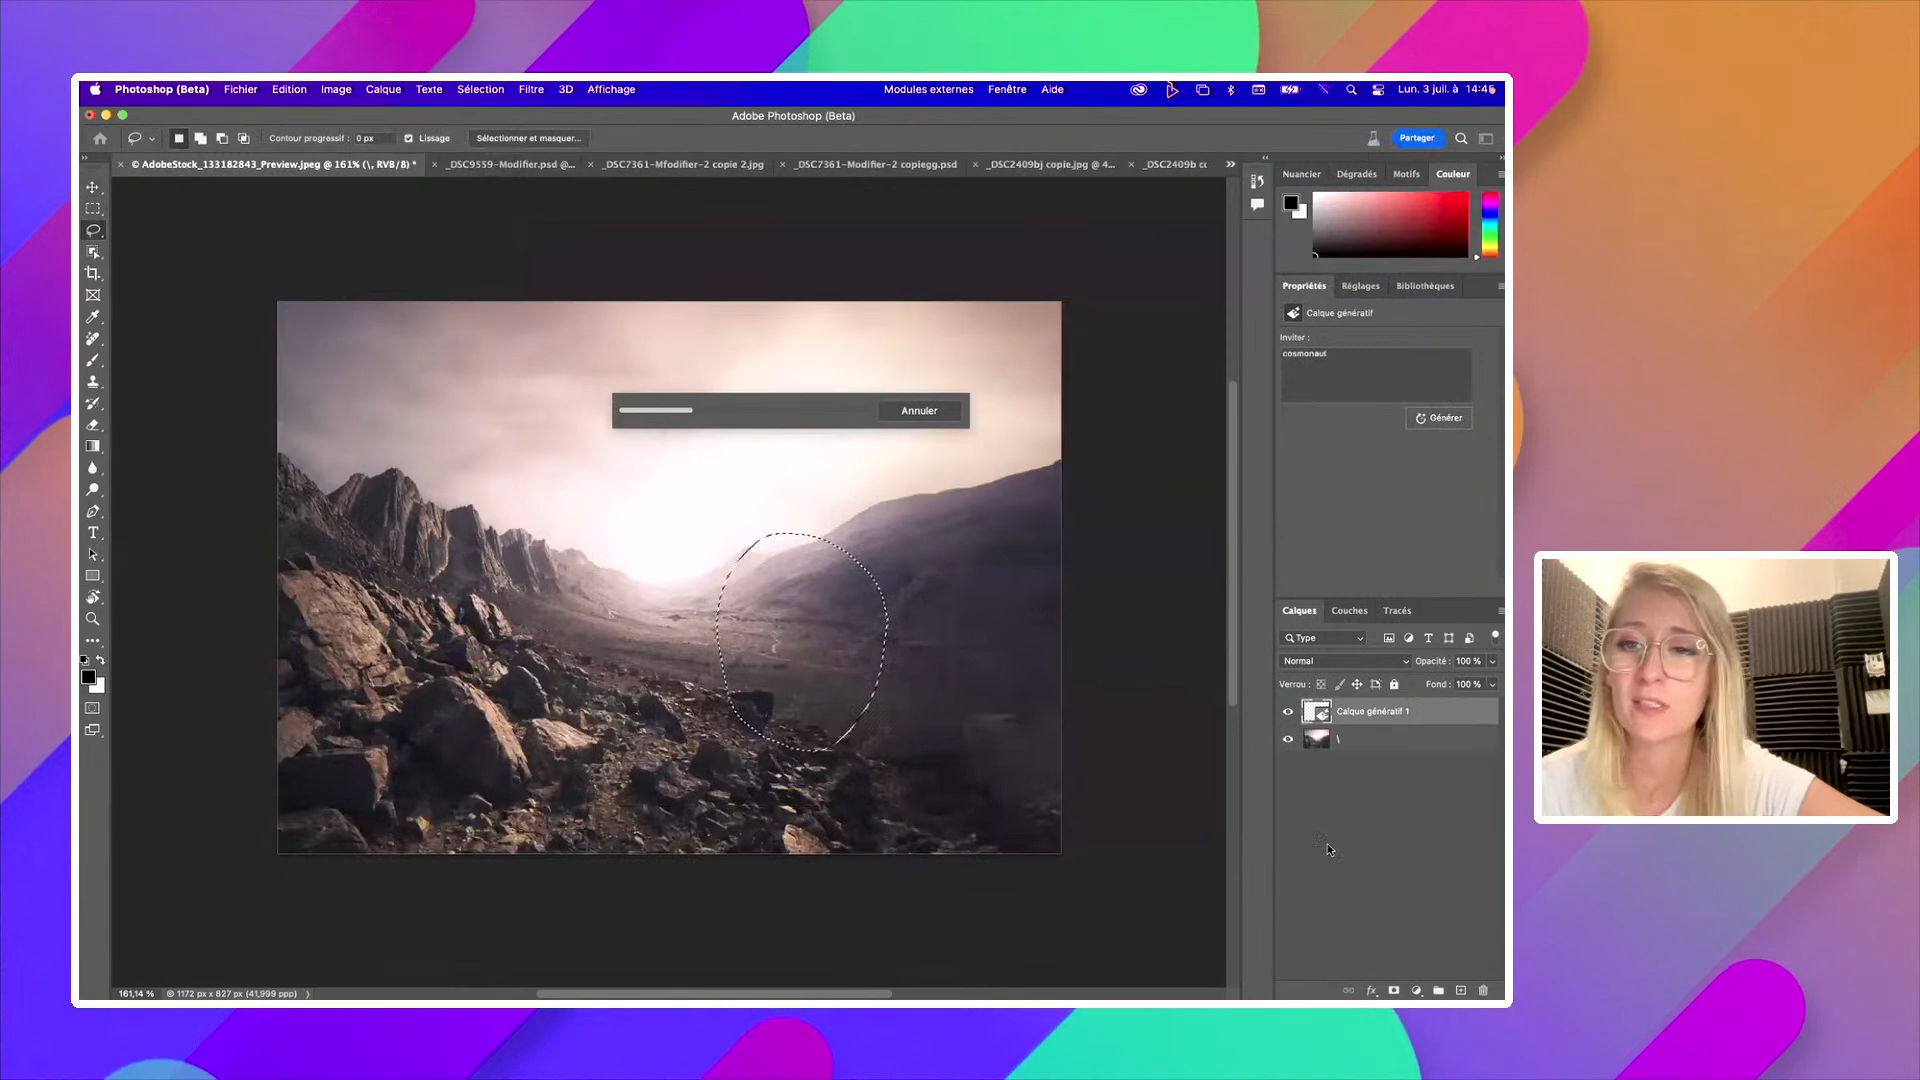 Photoshop (Beta) Fichier Edition Image Calque Texte Sélection Filtre 3D Affichage Modules externes Fenêtre Aide Lun. 3 juil. à 14:46
Adobe Photoshop (Beta)
Contour progressif : 0 px Lissage Sélectionner et masquer... Partager
© AdobeStock_133182843_Preview.jpeg @ 161% (\, RVB/8) * _DSC9559-Modifier.psd @... _DSC7361-Mfodifier-2 copie 2.jpg _DSC7361-Modifier-2 copiegg.psd _DSC2409bj copie.jpg @ 4... _DSC2409b cc
Nuancier Dégradés Motifs Couleur
Propriétés Réglages Bibliothèques
Calque génératif
Inviter :
cosmonaut
Annuler
Générer
Calques Couches Tracés
Type
Normal Opacité : 100 %
Verrou : Fond : 100 %
Calque génératif 1
\
161,14 % 1172 px x 827 px (41,999 ppp)